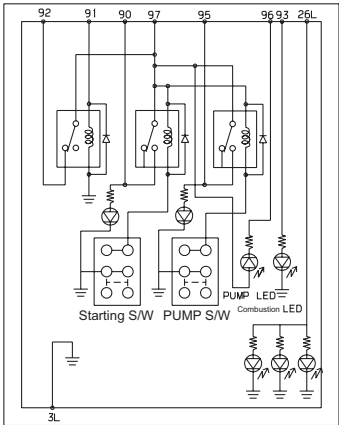 92 91 90 97 95 96 93 26L
Starting S/W PUMP S/W
PUMP LED
Combustion LED
3L